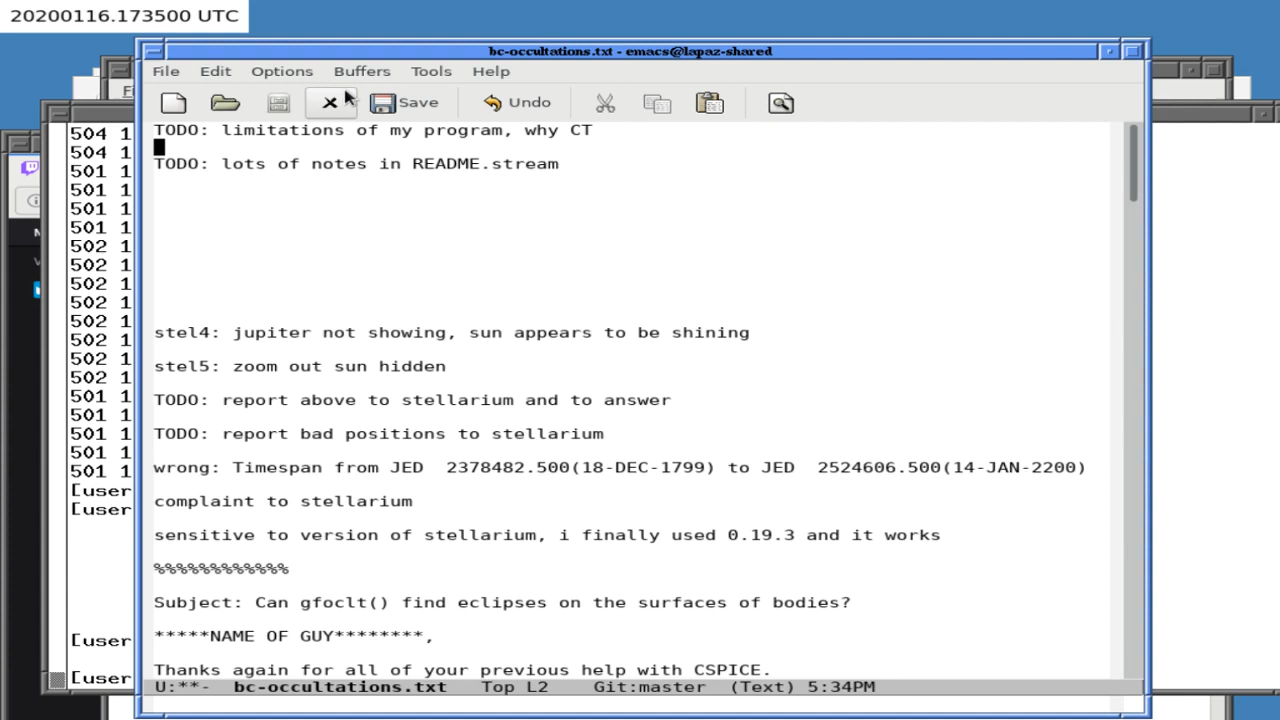 20200116.173500 UTC
bc-occultations.txt - emacs@lapaz-shared
File Edit Options Buffers Tools Help
Save Undo
504 1
504 1
501 1
501 1
501 1
501 1
502 1
502 1
502 1
502 1
502 1
502 1
502 1
502 1
501 1
501 1
501 1
501 1
501 1
[user
[user
[user
[user
TODO: limitations of my program, why CT
TODO: lots of notes in README.stream
stel4: jupiter not showing, sun appears to be shining
stel5: zoom out sun hidden
TODO: report above to stellarium and to answer
TODO: report bad positions to stellarium
wrong: Timespan from JED  2378482.500(18-DEC-1799) to JED  2524606.500(14-JAN-2200)
complaint to stellarium
sensitive to version of stellarium, i finally used 0.19.3 and it works
%%%%%%%%%%%%
Subject: Can gfoclt() find eclipses on the surfaces of bodies?
*****NAME OF GUY********,
Thanks again for all of your previous help with CSPICE.
U:**-  bc-occultations.txt   Top L2    Git:master  (Text) 5:34PM